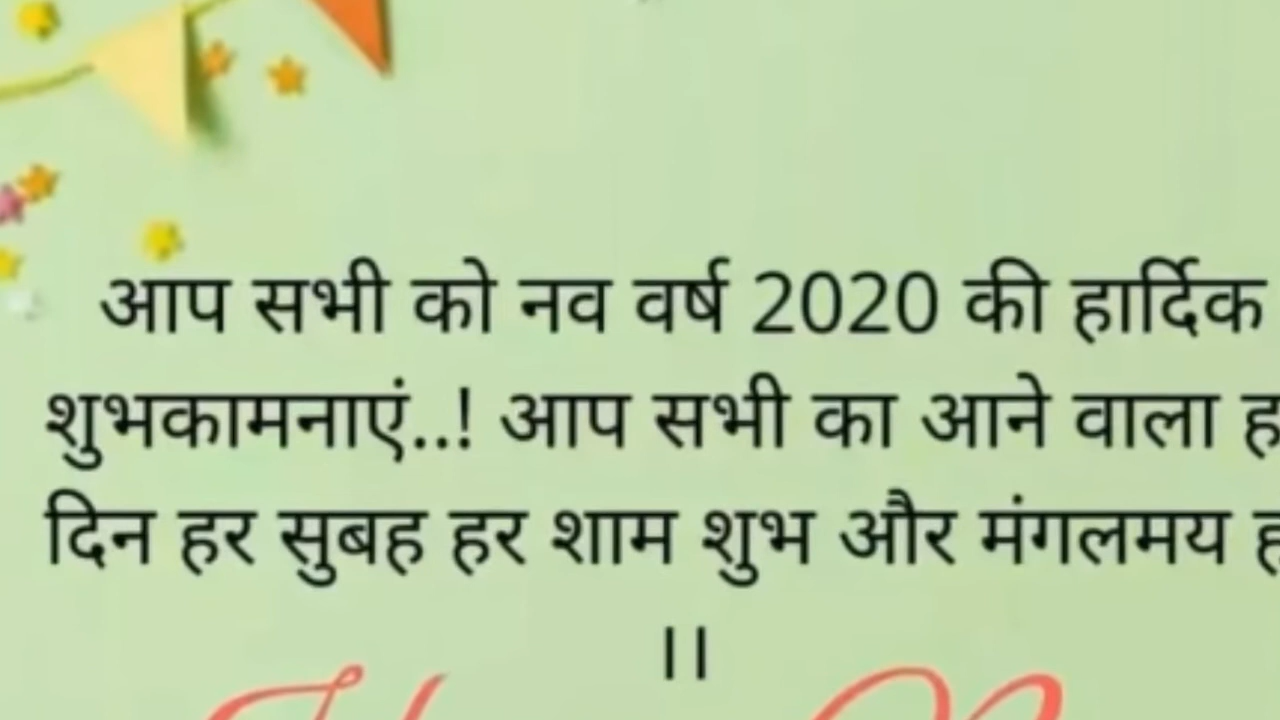 आप सभी को नव वर्ष 2020 की हार्दिक
शुभकामनाएं..! आप सभी का आने वाला
दिन हर सुबह हर शाम शुभ और मंगलमय
।।